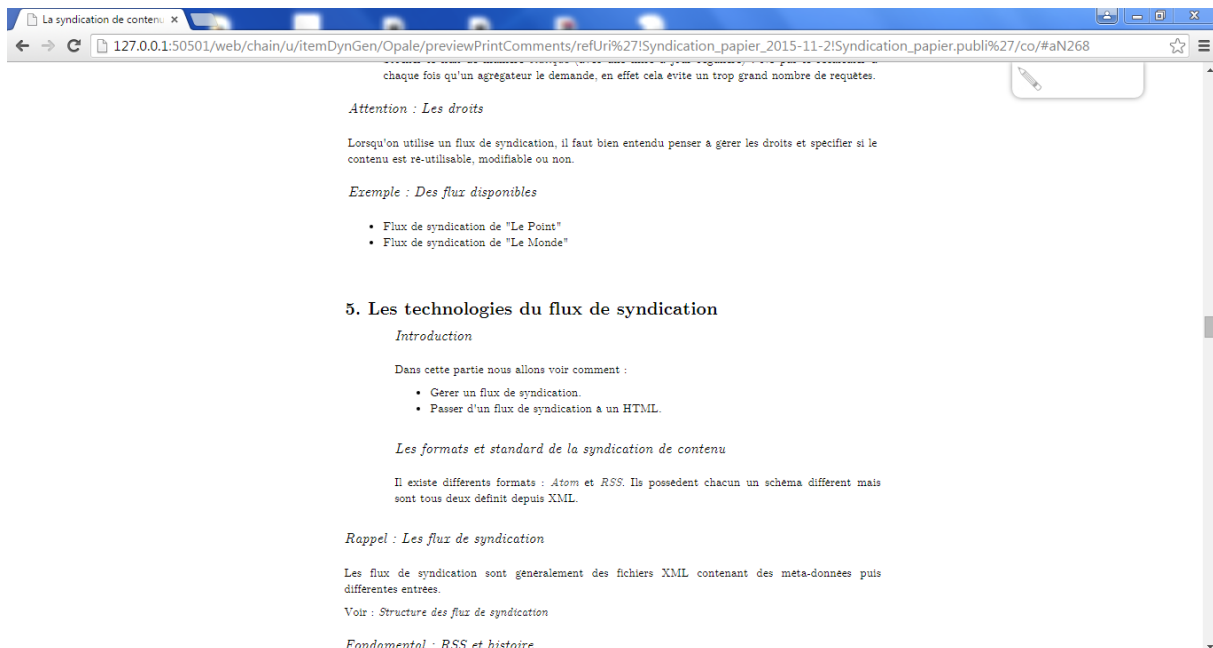 La syndication de contenu
127.0.0.1:50501/web/chain/u/itemDynGen/Opale/previewPrintComments/refUri%27!Syndication_papier_2015-11-2!Syndication_papier.publi%27/co/#aN268
chaque fois qu'un agrégateur le demande, en effet cela évite un trop grand nombre de requêtes.
Attention : Les droits
Lorsqu'on utilise un flux de syndication, il faut bien entendu penser à gérer les droits et spécifier si le
contenu est ré-utilisable, modifiable ou non.
Exemple : Des flux disponibles
• Flux de syndication de "Le Point"
• Flux de syndication de "Le Monde"
5. Les technologies du flux de syndication
Introduction
Dans cette partie nous allons voir comment :
• Gérer un flux de syndication.
• Passer d'un flux de syndication à un HTML.
Les formats et standard de la syndication de contenu
Il existe différents formats : Atom et RSS. Ils possèdent chacun un schéma différent mais
sont tous deux définit depuis XML.
Rappel : Les flux de syndication
Les flux de syndication sont généralement des fichiers XML contenant des méta-données puis
différentes entrées.
Voir : Structure des flux de syndication
Fondamental : RSS et histoire